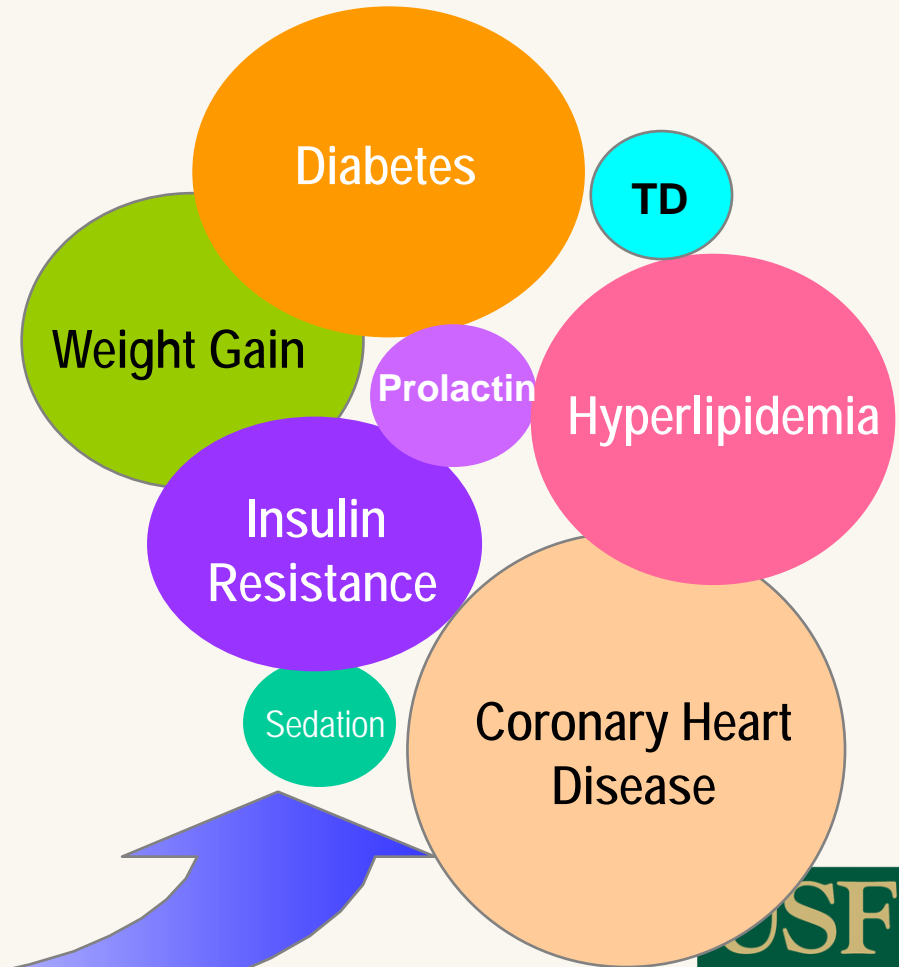 Diabetes
TD
Weight Gain
Prolactin
Hyperlipidemia
Insulin
Resistance
Sedation
Coronary Heart
Disease
USF